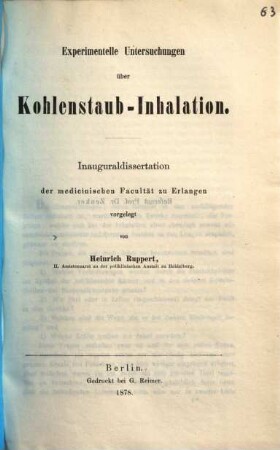 63
Experimentelle Untersuchungen
über
Kohlenstaub-Inhalation.
Inauguraldissertation
der medicinischen Facultät zu Erlangen
vorgelegt
von
Heinrich Ruppert,
II. Assistenzarzt an der poliklinischen Anstalt zu Heidelberg.
Berlin.
Gedruckt bei G. Reimer.
1878.